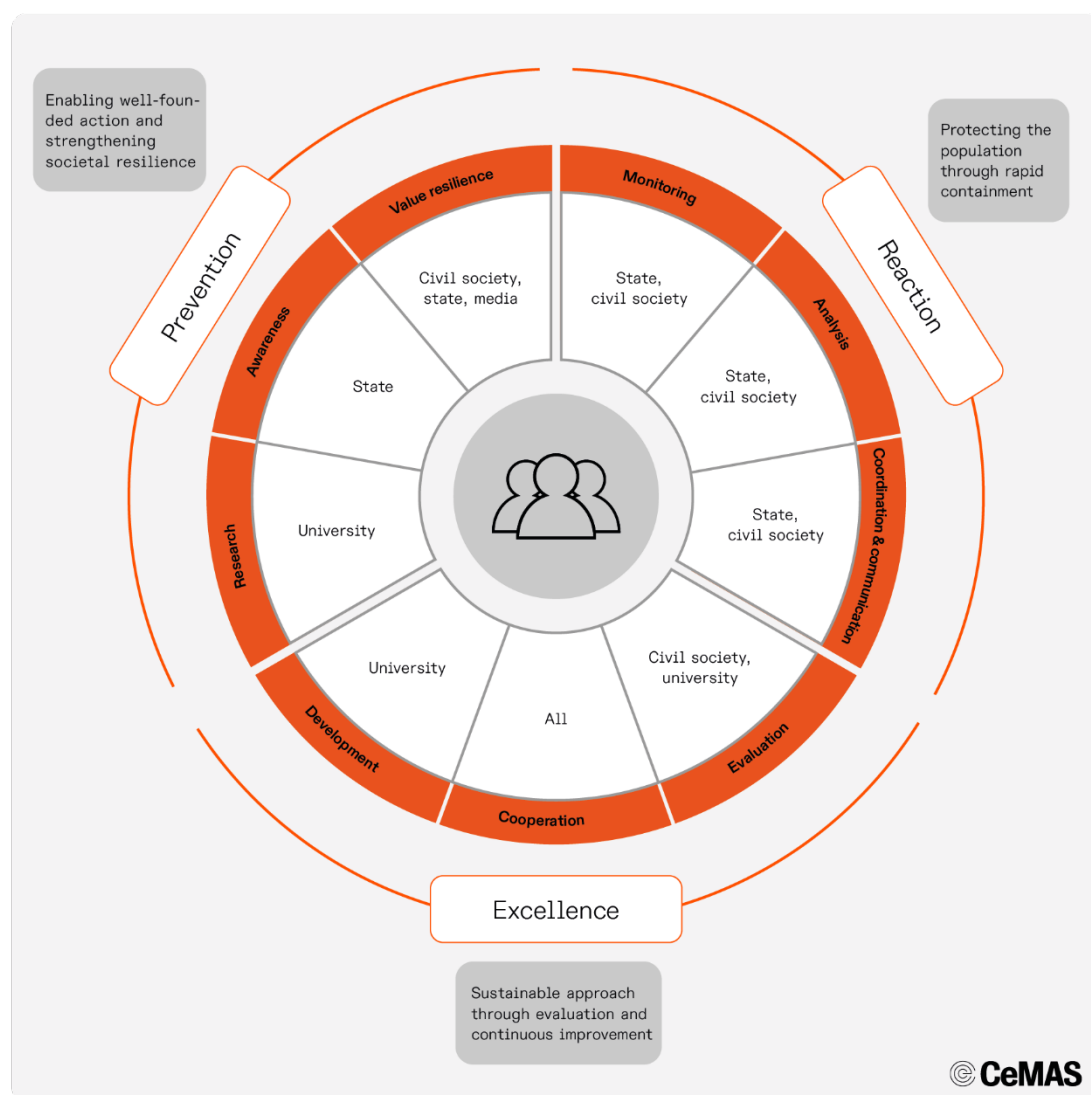 Enabling well-foun-
ded action and
strengthening
societal resilience
Protecting the
population
through rapid
containment
Prevention
Reaction
Value resilience
Monitoring
Civil society,
state, media
State,
civil society
Awareness
Analysis
State
State,
civil society
Research
Coordination & communication
University
State,
civil society
University
Civil society,
university
All
Development
Evaluation
Cooperation
Excellence
Sustainable approach
through evaluation and
continuous improvement
CeMAS